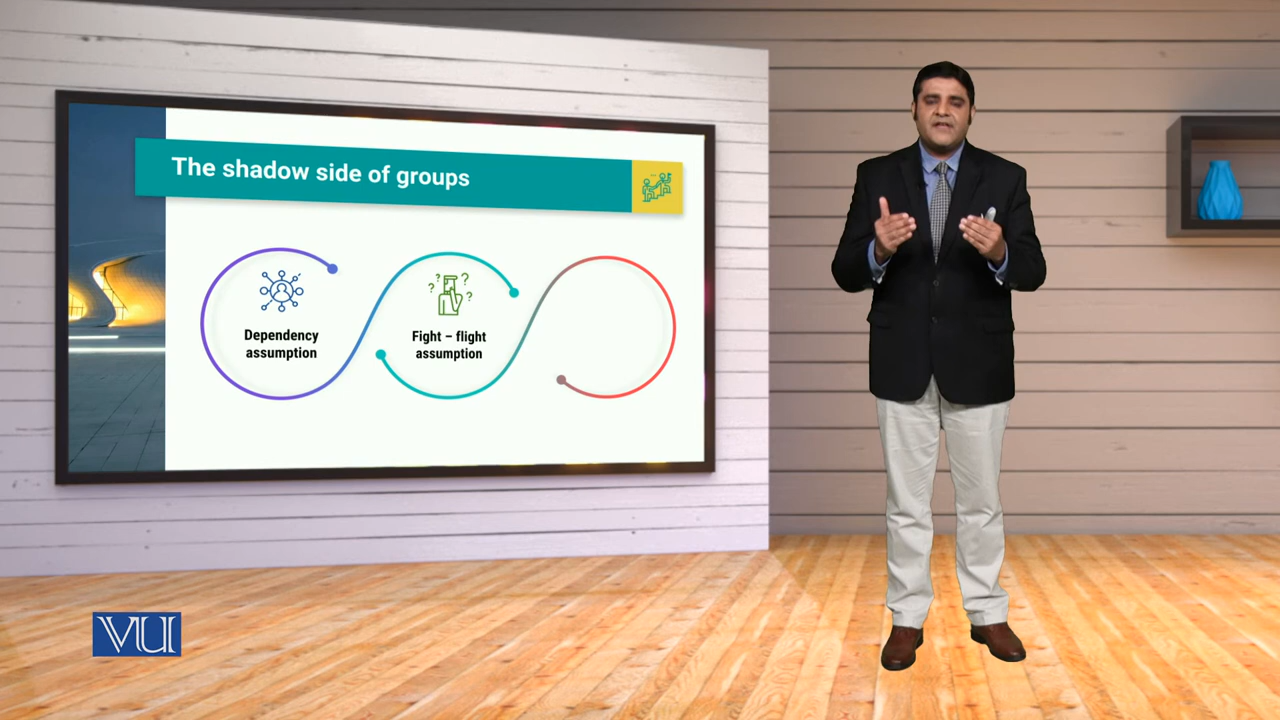 The shadow side of groups
Dependency
assumption
Fight – flight
assumption
VU